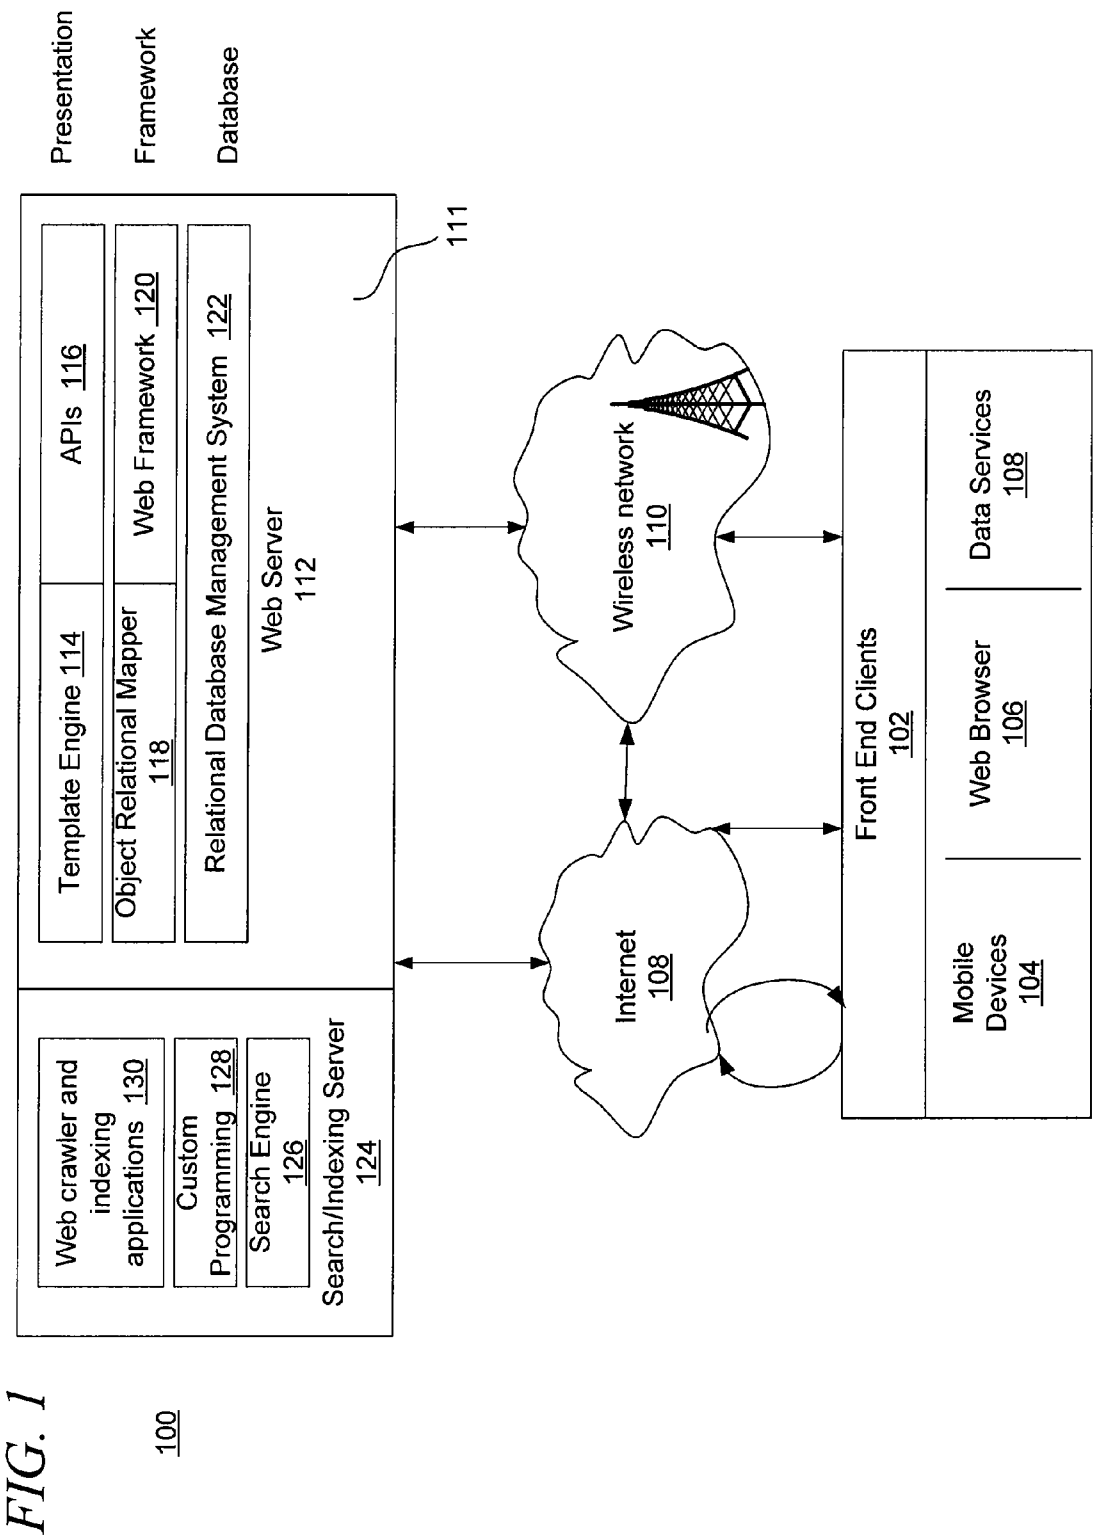 FIG. 1
100
Web crawler and
indexing
applications 130
Custom
Programming 128
Search Engine
126
Search/Indexing Server
124
Template Engine 114
APIs 116
Presentation
Object Relational Mapper
118
Web Framework 120
Framework
Relational Database Management System 122
Database
Web Server
112
111
Internet
108
Wireless network
110
Front End Clients
102
Mobile
Devices
104
Web Browser
106
Data Services
108